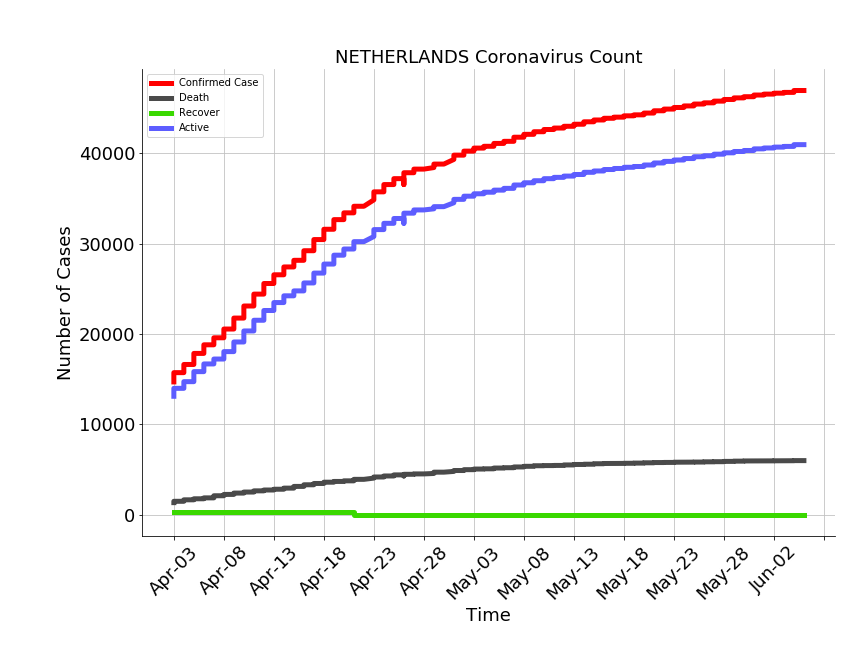 NETHERLANDS Coronavirus Count
Confirmed Case
Death
Recover
Active
Number of Cases
40000
30000
20000
10000
0
Apr-03
Apr-08
Apr-13
Apr-18
Apr-23
Apr-28
May-03
May-08
May-13
May-18
May-23
May-28
Jun-02
Time